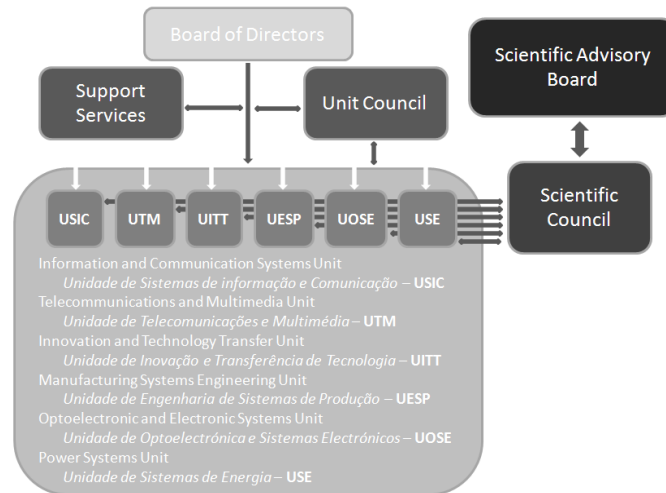 Board of Directors
Scientific Advisory
Board
Support
Services
Unit Council
Scientific
Council
USIC UTM UITT UESP UOSE USE
Information and Communication Systems Unit
Unidade de Sistemas de informação e Comunicação – USIC
Telecommunications and Multimedia Unit
Unidade de Telecomunicações e Multimédia – UTM
Innovation and Technology Transfer Unit
Unidade de Inovação e Transferência de Tecnologia – UITT
Manufacturing Systems Engineering Unit
Unidade de Engenharia de Sistemas de Produção – UESP
Optoelectronic and Electronic Systems Unit
Unidade de Optoelectrónica e Sistemas Electrónicos – UOSE
Power Systems Unit
Unidade de Sistemas de Energia – USE